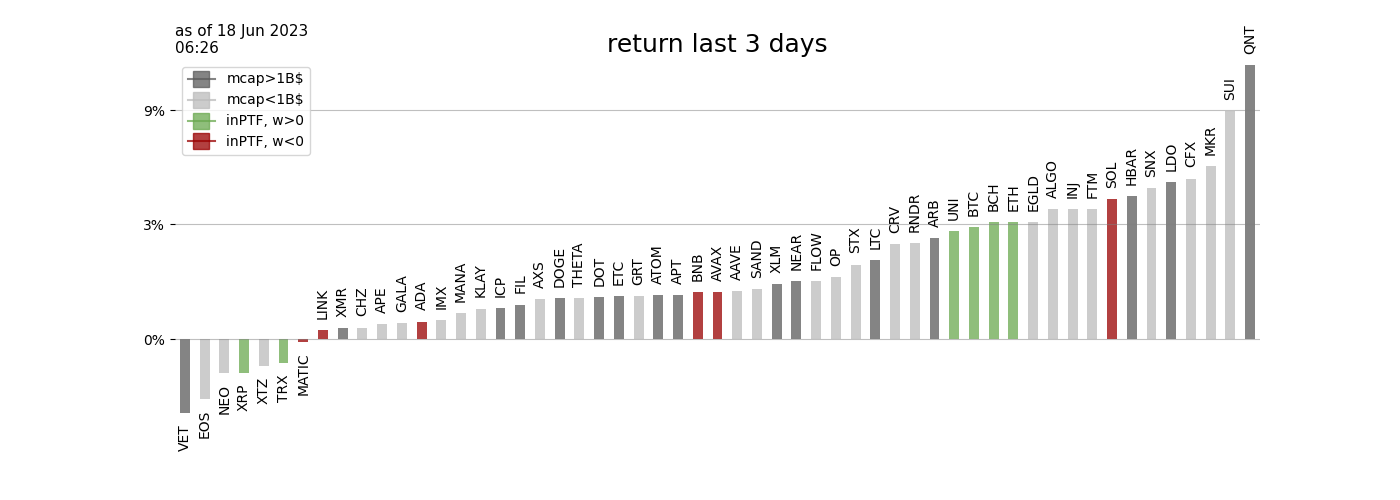 as of 18 Jun 2023
06:26
return last 3 days
mcap>1B$
mcap<1B$
inPTF, w>0
inPTF, w<0
9%
3%
0%
VET
EOS
NEO
XRP
XTZ
TRX
MATIC
LINK
XMR
CHZ
APE
GALA
ADA
IMX
MANA
KLAY
ICP
FIL
AXS
DOGE
THETA
DOT
ETC
GRT
ATOM
APT
BNB
AVAX
AAVE
SAND
XLM
NEAR
FLOW
OP
STX
LTC
CRV
RNDR
ARB
UNI
BTC
BCH
ETH
EGLD
ALGO
INJ
FTM
SOL
HBAR
SNX
LDO
CFX
MKR
SUI
QNT